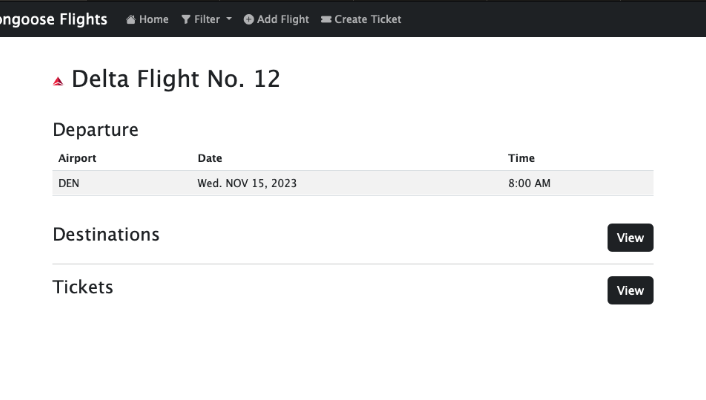 ongoose Flights Home Filter Add Flight Create Ticket
Delta Flight No. 12
Departure
Airport Date Time
DEN Wed. NOV 15, 2023 8:00 AM
Destinations View
Tickets View